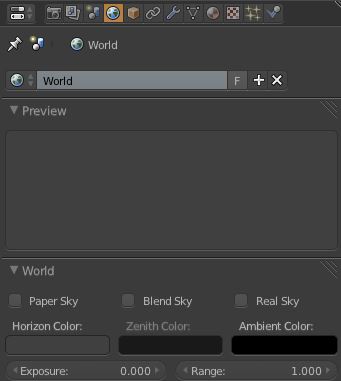 World
World F
Preview
World
Paper Sky Blend Sky Real Sky
Horizon Color: Zenith Color: Ambient Color:
Exposure: 0.000 Range: 1.000